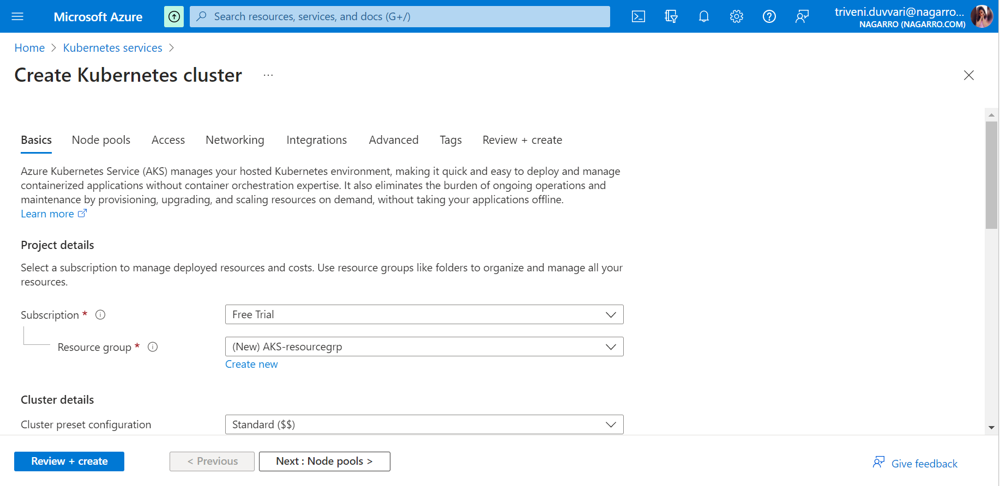 Microsoft Azure
Search resources, services, and docs (G+/)
triveni.duvvari@nagarro...
NAGARRO (NAGARRO.COM)
Home > Kubernetes services >
Create Kubernetes cluster ...
Basics Node pools Access Networking Integrations Advanced Tags Review + create
Azure Kubernetes Service (AKS) manages your hosted Kubernetes environment, making it quick and easy to deploy and manage
containerized applications without container orchestration expertise. It also eliminates the burden of ongoing operations and
maintenance by provisioning, upgrading, and scaling resources on demand, without taking your applications offline.
Learn more
Project details
Select a subscription to manage deployed resources and costs. Use resource groups like folders to organize and manage all your
resources.
Subscription * Free Trial
Resource group * (New) AKS-resourcegrp
Create new
Cluster details
Cluster preset configuration Standard ($$)
Review + create < Previous Next : Node pools > Give feedback